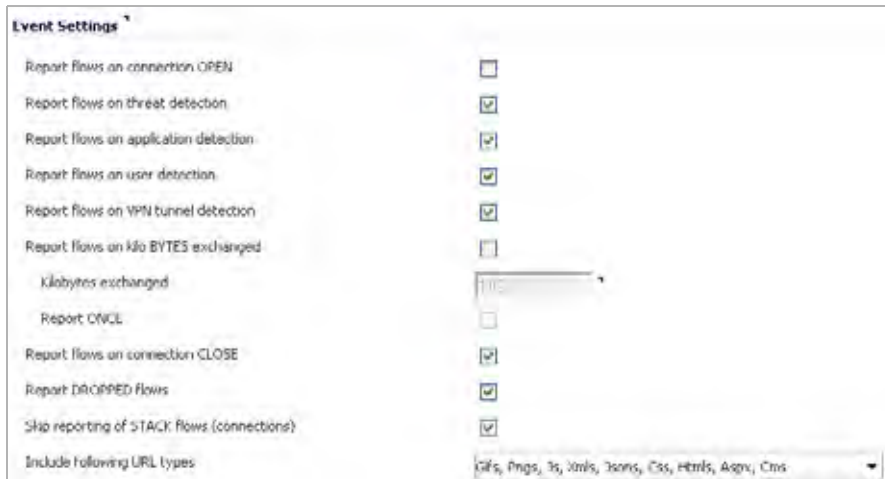 Event Settings
Report flows on connection OPEN
Report flows on threat detection
Report flows on application detection
Report flows on user detection
Report flows on VPN tunnel detection
Report flows on kilo BYTES exchanged
Kilobytes exchanged
Report ONCE
Report flows on connection CLOSE
Report DROPPED flows
Skip reporting of STACK flows (connections)
Include following URL types Gifs, Pngs, Js, Xmls, Jsons, Css, Htmls, Aspx, Cms